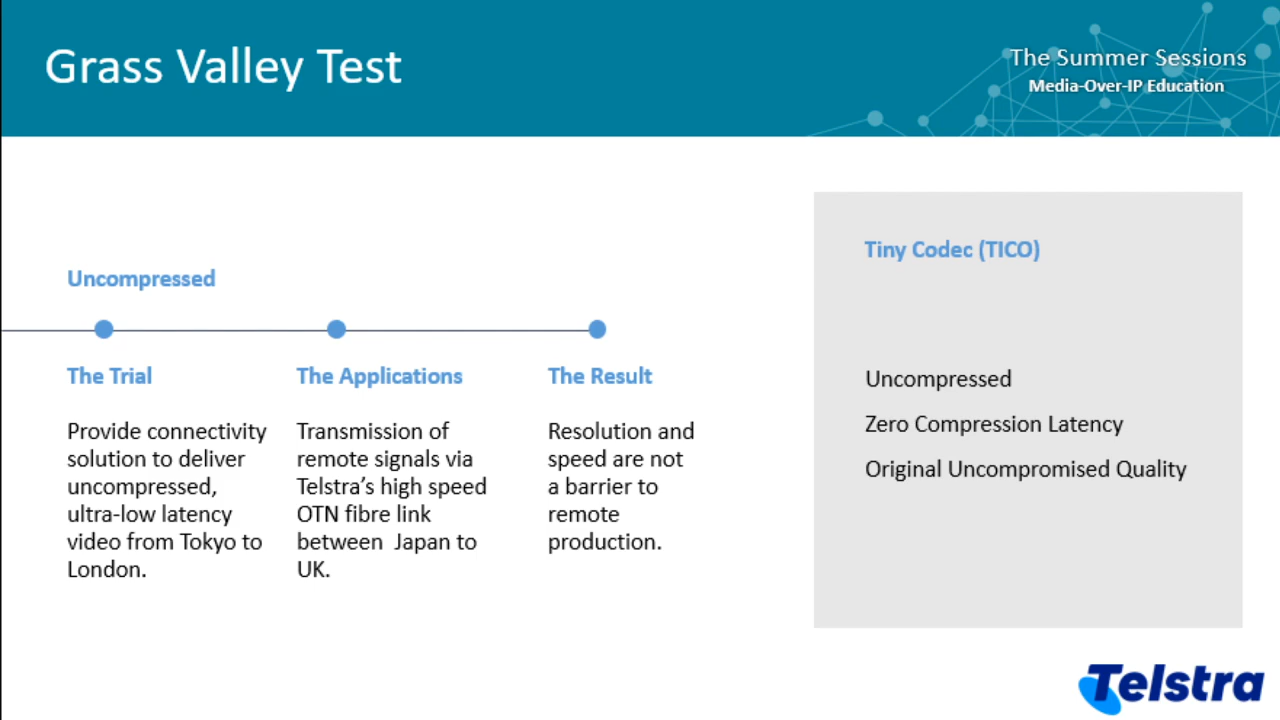 Grass Valley Test
The Summer Sessions
Media-Over-IP Education
Uncompressed
The Trial
Provide connectivity
solution to deliver
uncompressed,
ultra-low latency
video from Tokyo to
London.
The Applications
Transmission of
remote signals via
Telstra’s high speed
OTN fibre link
between  Japan to
UK.
The Result
Resolution and
speed are not
a barrier to
remote
production.
Tiny Codec (TICO)
Uncompressed
Zero Compression Latency
Original Uncompromised Quality
Telstra